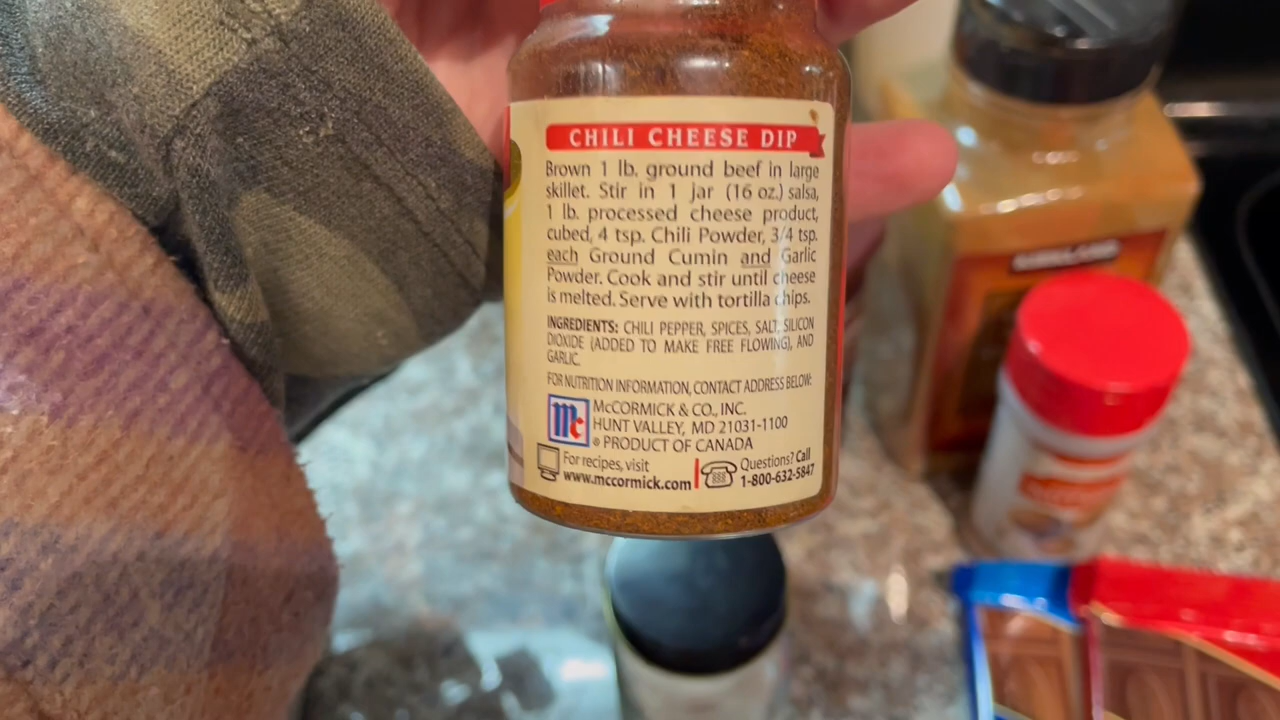 CHILI CHEESE DIP
Brown 1 lb. ground beef in large
skillet. Stir in 1 jar (16 oz.) salsa,
1 lb. processed cheese product,
cubed, 4 tsp. Chili Powder, 3/4 tsp.
each Ground Cumin and Garlic
Powder. Cook and stir until cheese
is melted. Serve with tortilla chips.
INGREDIENTS: CHILI PEPPER, SPICES, SALT, SILICON
DIOXIDE (ADDED TO MAKE FREE FLOWING), AND
GARLIC.
FOR NUTRITION INFORMATION, CONTACT ADDRESS BELOW:
Mc
McCORMICK & CO., INC.
HUNT VALLEY, MD 21031-1100
® PRODUCT OF CANADA
For recipes, visit
www.mccormick.com
Questions? Call
1-800-632-5847
KIRKLAND